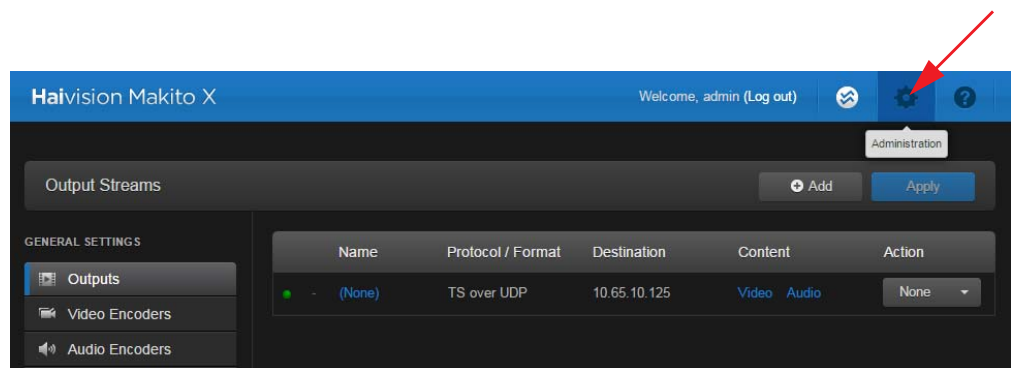 Haivision Makito X
Welcome, admin (Log out)
?
Administration
Output Streams
Add
Apply
GENERAL SETTINGS
Outputs
Video Encoders
Audio Encoders
Name Protocol / Format Destination Content Action
- (None) TS over UDP 10.65.10.125 Video Audio None